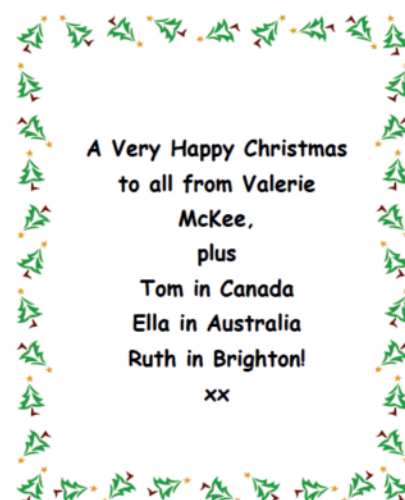 A Very Happy Christmas
to all from Valerie
McKee,
plus
Tom in Canada
Ella in Australia
Ruth in Brighton!
xx